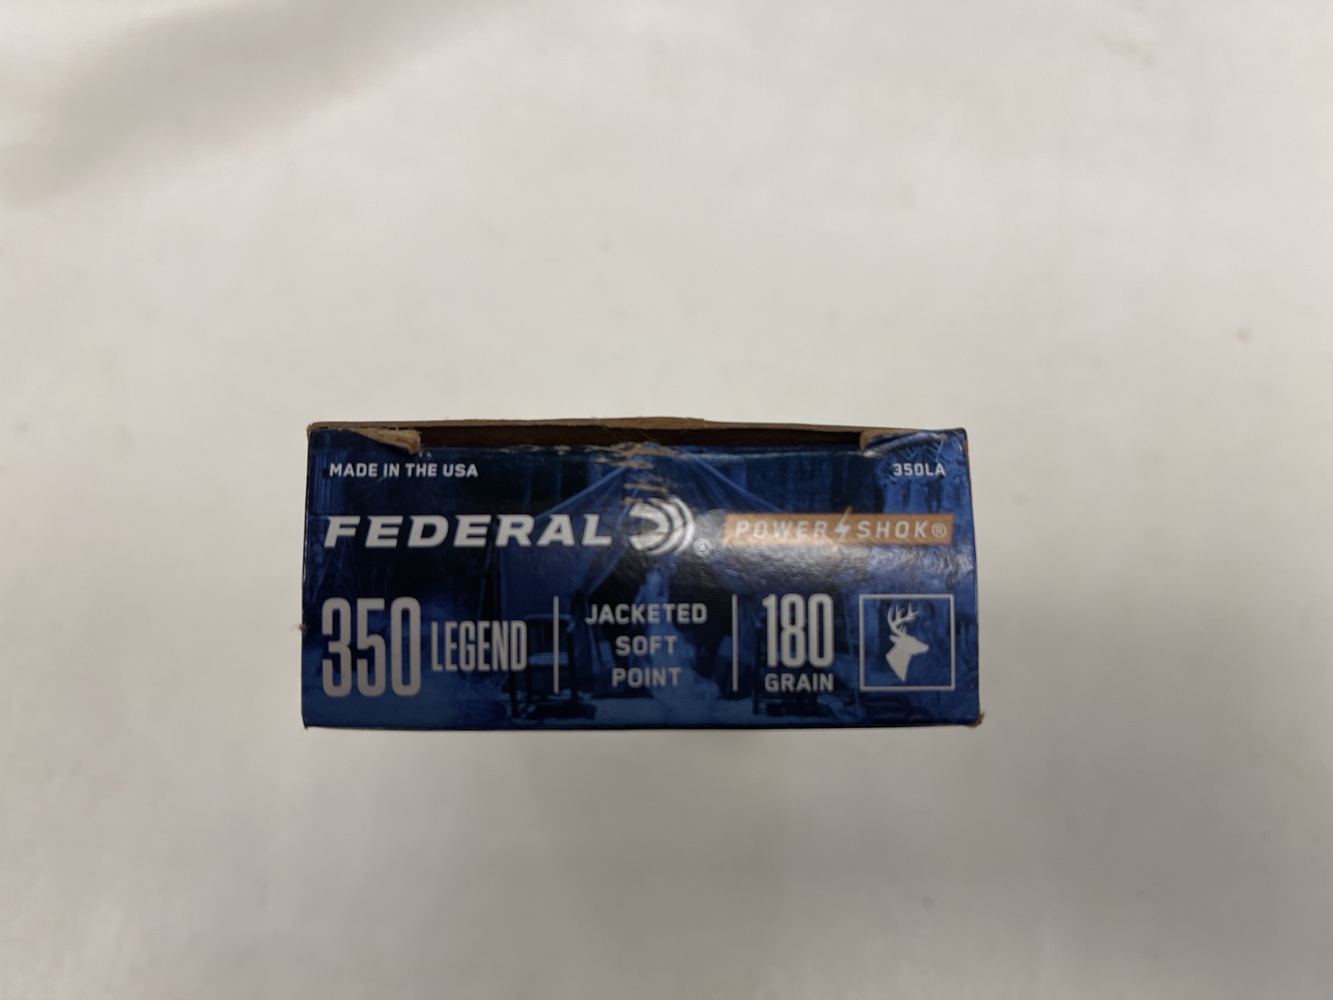 MADE IN THE USA
350LA
FEDERAL® POWER SHOK®
350 LEGEND
JACKETED
SOFT
POINT
180
GRAIN